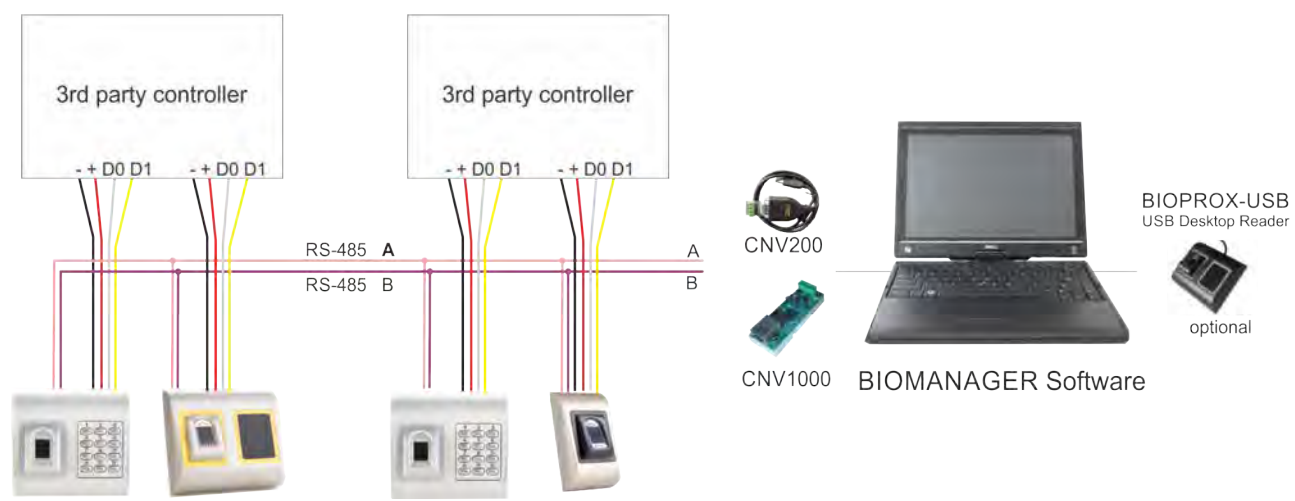 3rd party controller
- + D0 D1
- + D0 D1
3rd party controller
- + D0 D1
- + D0 D1
RS-485 A
RS-485 B
A
B
CNV200
CNV1000
BIOMANAGER Software
BIOPROX-USB
USB Desktop Reader
optional